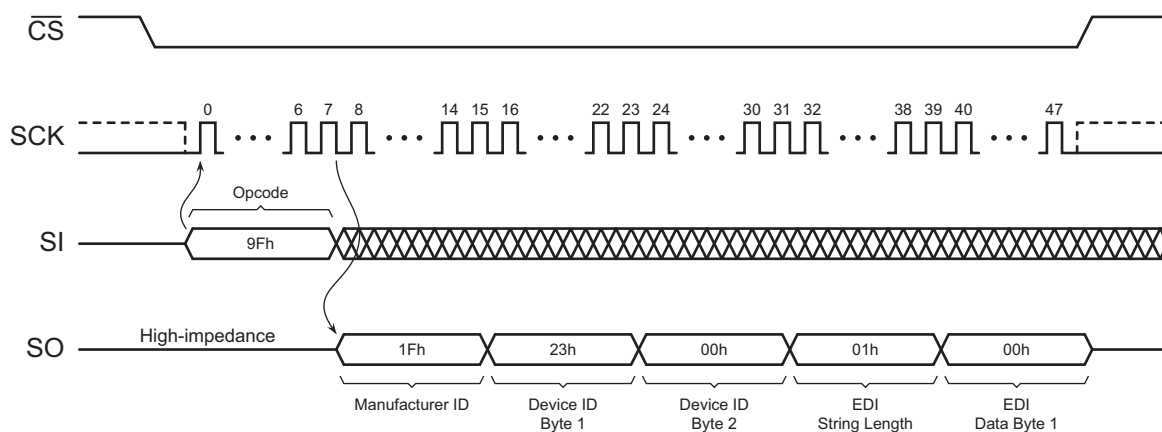 CS
0 6 7 8 14 15 16 22 23 24 30 31 32 38 39 40 47
SCK
Opcode
SI 9Fh
High-impedance
SO 1Fh 23h 00h 01h 00h
Manufacturer ID Device ID Device ID EDI EDI
Byte 1 Byte 2 String Length Data Byte 1